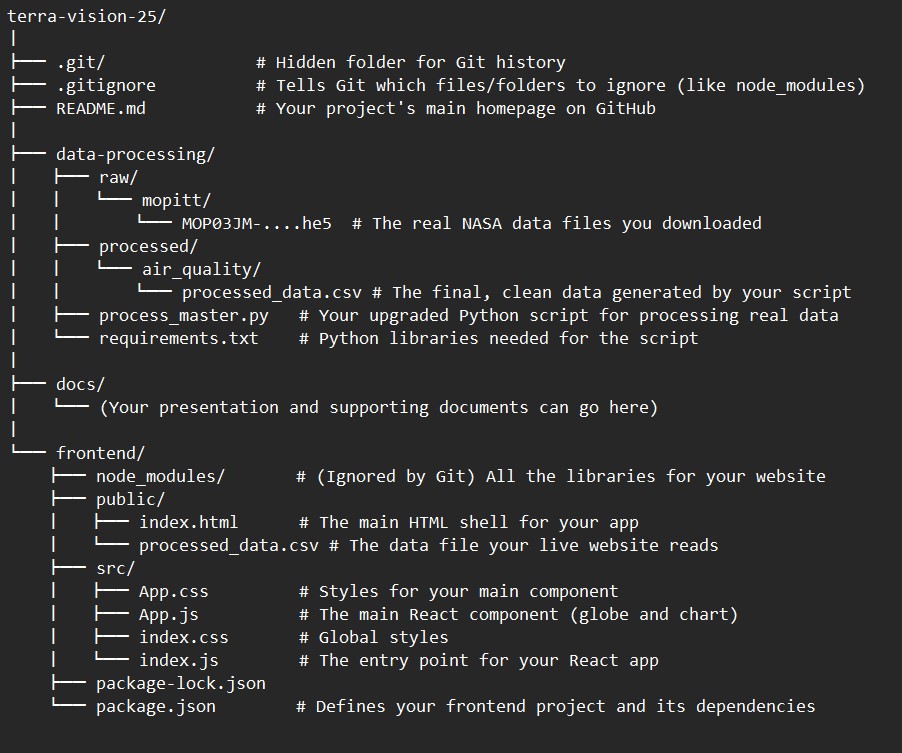 terra-vision-25/
│
├── .git/ # Hidden folder for Git history
├── .gitignore # Tells Git which files/folders to ignore (like node_modules)
├── README.md # Your project's main homepage on GitHub
│
├── data-processing/
│   ├── raw/
│   │   └── mopitt/
│   │       └── MOP03JM-....he5 # The real NASA data files you downloaded
│   ├── processed/
│   │   └── air_quality/
│   │       └── processed_data.csv # The final, clean data generated by your script
│   ├── process_master.py # Your upgraded Python script for processing real data
│   └── requirements.txt # Python libraries needed for the script
│
├── docs/
│   └── (Your presentation and supporting documents can go here)
│
└── frontend/
    ├── node_modules/ # (Ignored by Git) All the libraries for your website
    ├── public/
    │   ├── index.html # The main HTML shell for your app
    │   └── processed_data.csv # The data file your live website reads
    ├── src/
    │   ├── App.css # Styles for your main component
    │   ├── App.js # The main React component (globe and chart)
    │   ├── index.css # Global styles
    │   └── index.js # The entry point for your React app
    ├── package-lock.json
    └── package.json # Defines your frontend project and its dependencies